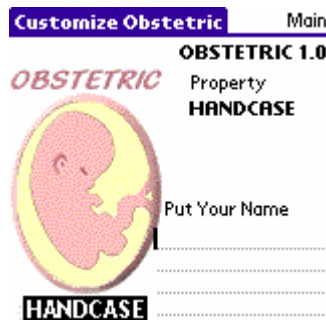 Customize Obstetric Main
OBSTETRIC 1.0
OBSTETRIC
Property
HANDCASE
Put Your Name
HANDCASE